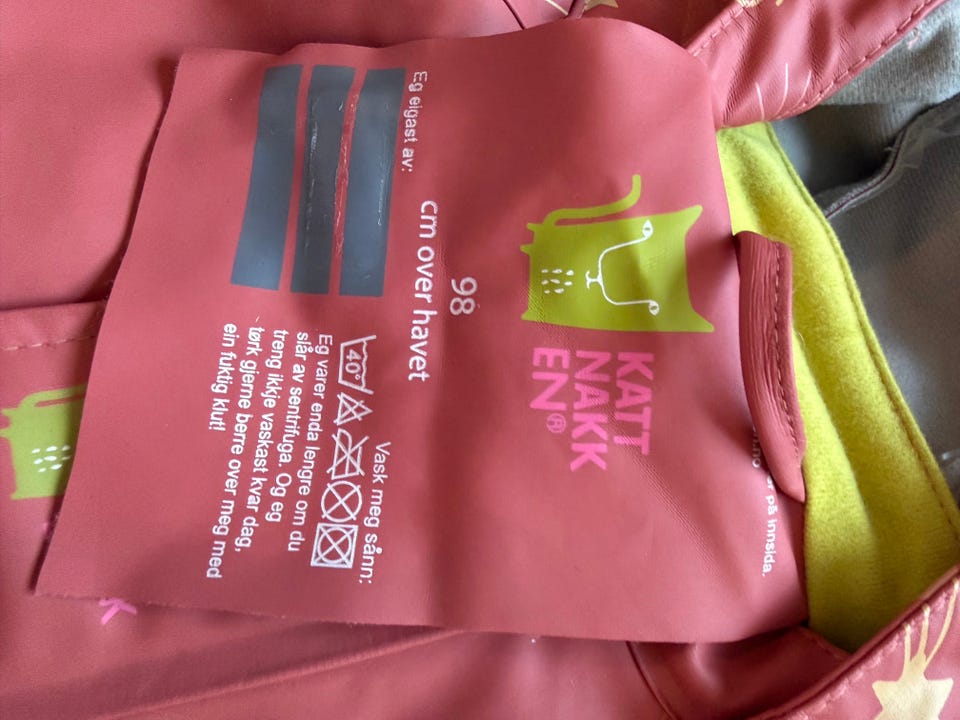 KATT
NAKK
EN®
98
cm over havet
Eg eigast av:
Vask meg sånn:
40°
Eg varer enda lengre om du
slår av sentrifuga. Og eg
treng ikkje vaskast kvar dag,
tørk gjerne berre over meg med
ein fuktig klut!
på innsida.